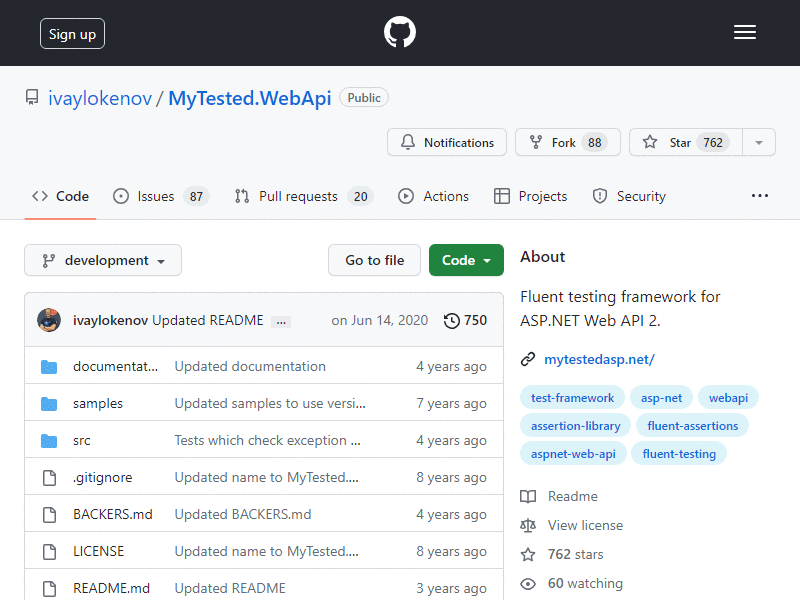 Sign up
ivaylokenov / MyTested.WebApi Public
Notifications Fork 88 Star 762
Code Issues 87 Pull requests 20 Actions Projects Security ...
development Go to file Code
ivaylokenov Updated README ... on Jun 14, 2020 750
documentat... Updated documentation 4 years ago
samples Updated samples to use versi... 7 years ago
src Tests which check exception ... 4 years ago
.gitignore Updated name to MyTested.... 8 years ago
BACKERS.md Updated BACKERS.md 4 years ago
LICENSE Updated name to MyTested.... 8 years ago
README.md Updated README 3 years ago
About
Fluent testing framework for
ASP.NET Web API 2.
mytestedasp.net/
test-framework asp-net webapi
assertion-library fluent-assertions
aspnet-web-api fluent-testing
Readme
View license
762 stars
60 watching